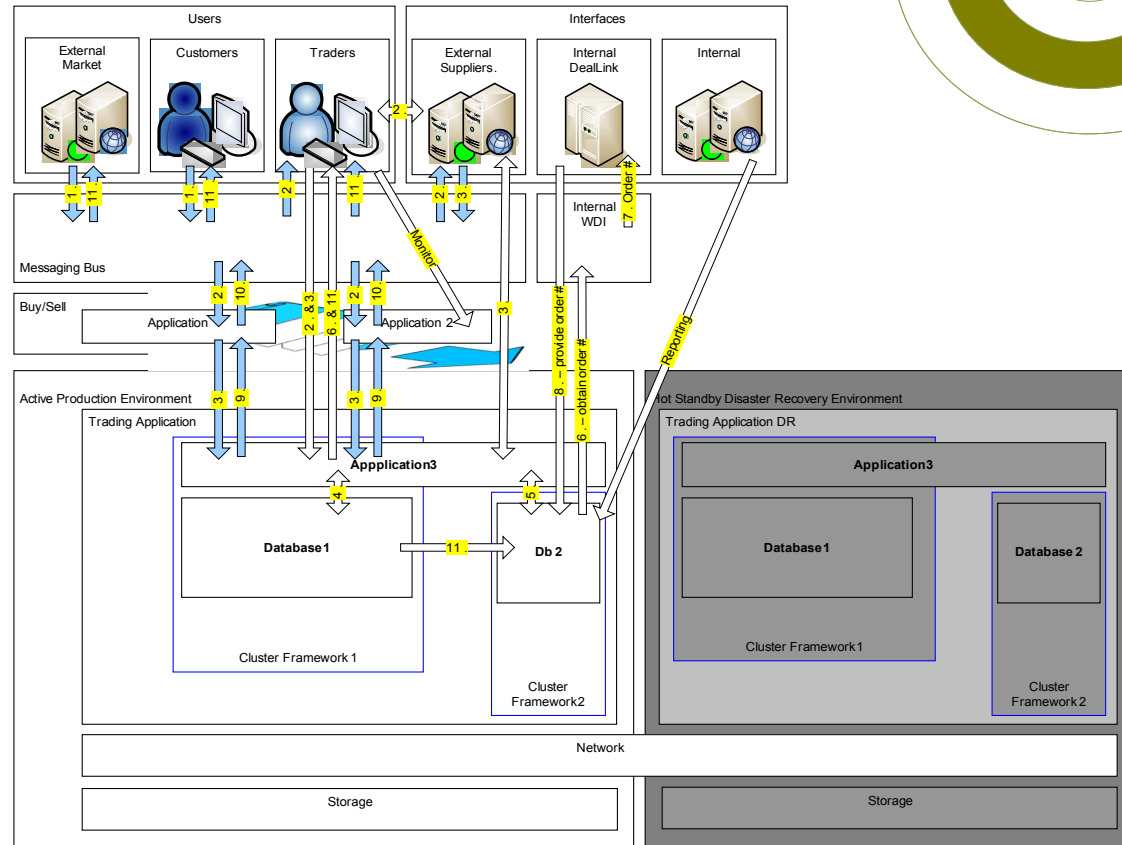 Users
Interfaces
External
Market
Customers
Traders
External
Suppliers.
Internal
DealLink
Internal
2.
1.
11.
1.
11.
2.
11.
2.
3.
7. Order#
Internal
WDI
Messaging Bus
Monitor
Buy/Sell
2
10.
2. & 3.
6. & 11.
2.
10.
3
8. – provide order#
6. – obtain order#
Reporting
Application
Application 2
3.
9.
3.
9.
Active Production Environment
Hot Standby Disaster Recovery Environment
Trading Application
Trading Application DR
Appplication3
Application3
4
5
Database1
11.
Db 2
Database1
Database 2
Cluster Framework 1
Cluster Framework1
Cluster
Framework2
Cluster
Framework 2
Network
Storage
Storage